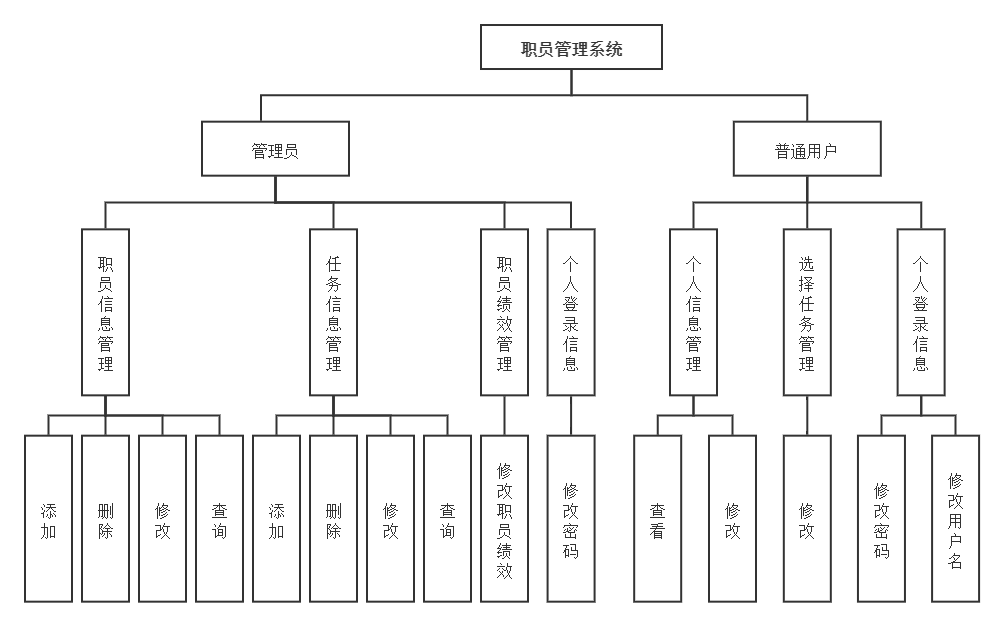 职员管理系统
管理员
普通用户
职员信息管理
任务信息管理
职员绩效管理
个人登录信息
个人信息管理
选择任务管理
个人登录信息
添加
删除
修改
查询
添加
删除
修改
查询
修改职员绩效
修改密码
查看
修改
修改
修改密码
修改用户名